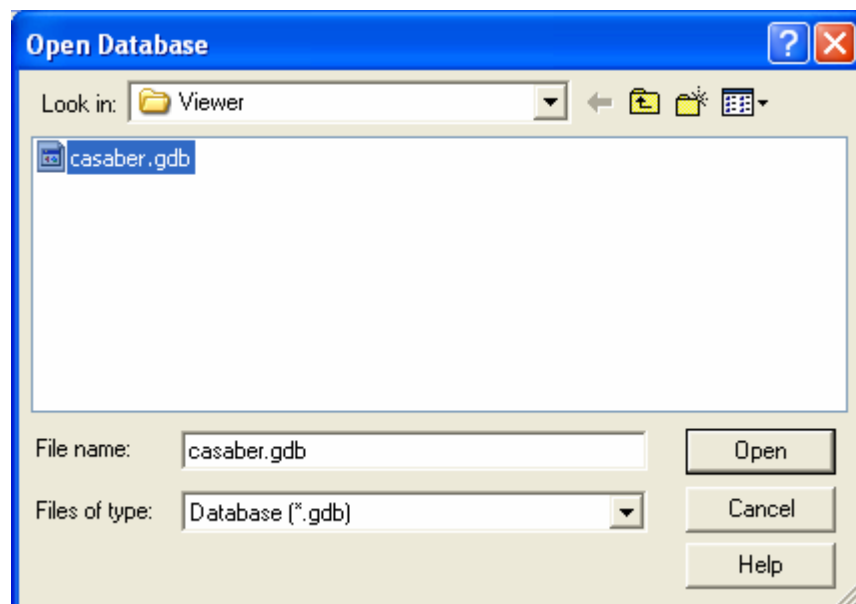 Open Database
Look in: Viewer
casaber.gdb
File name: casaber.gdb Open
Files of type: Database (*.gdb) Cancel
Help